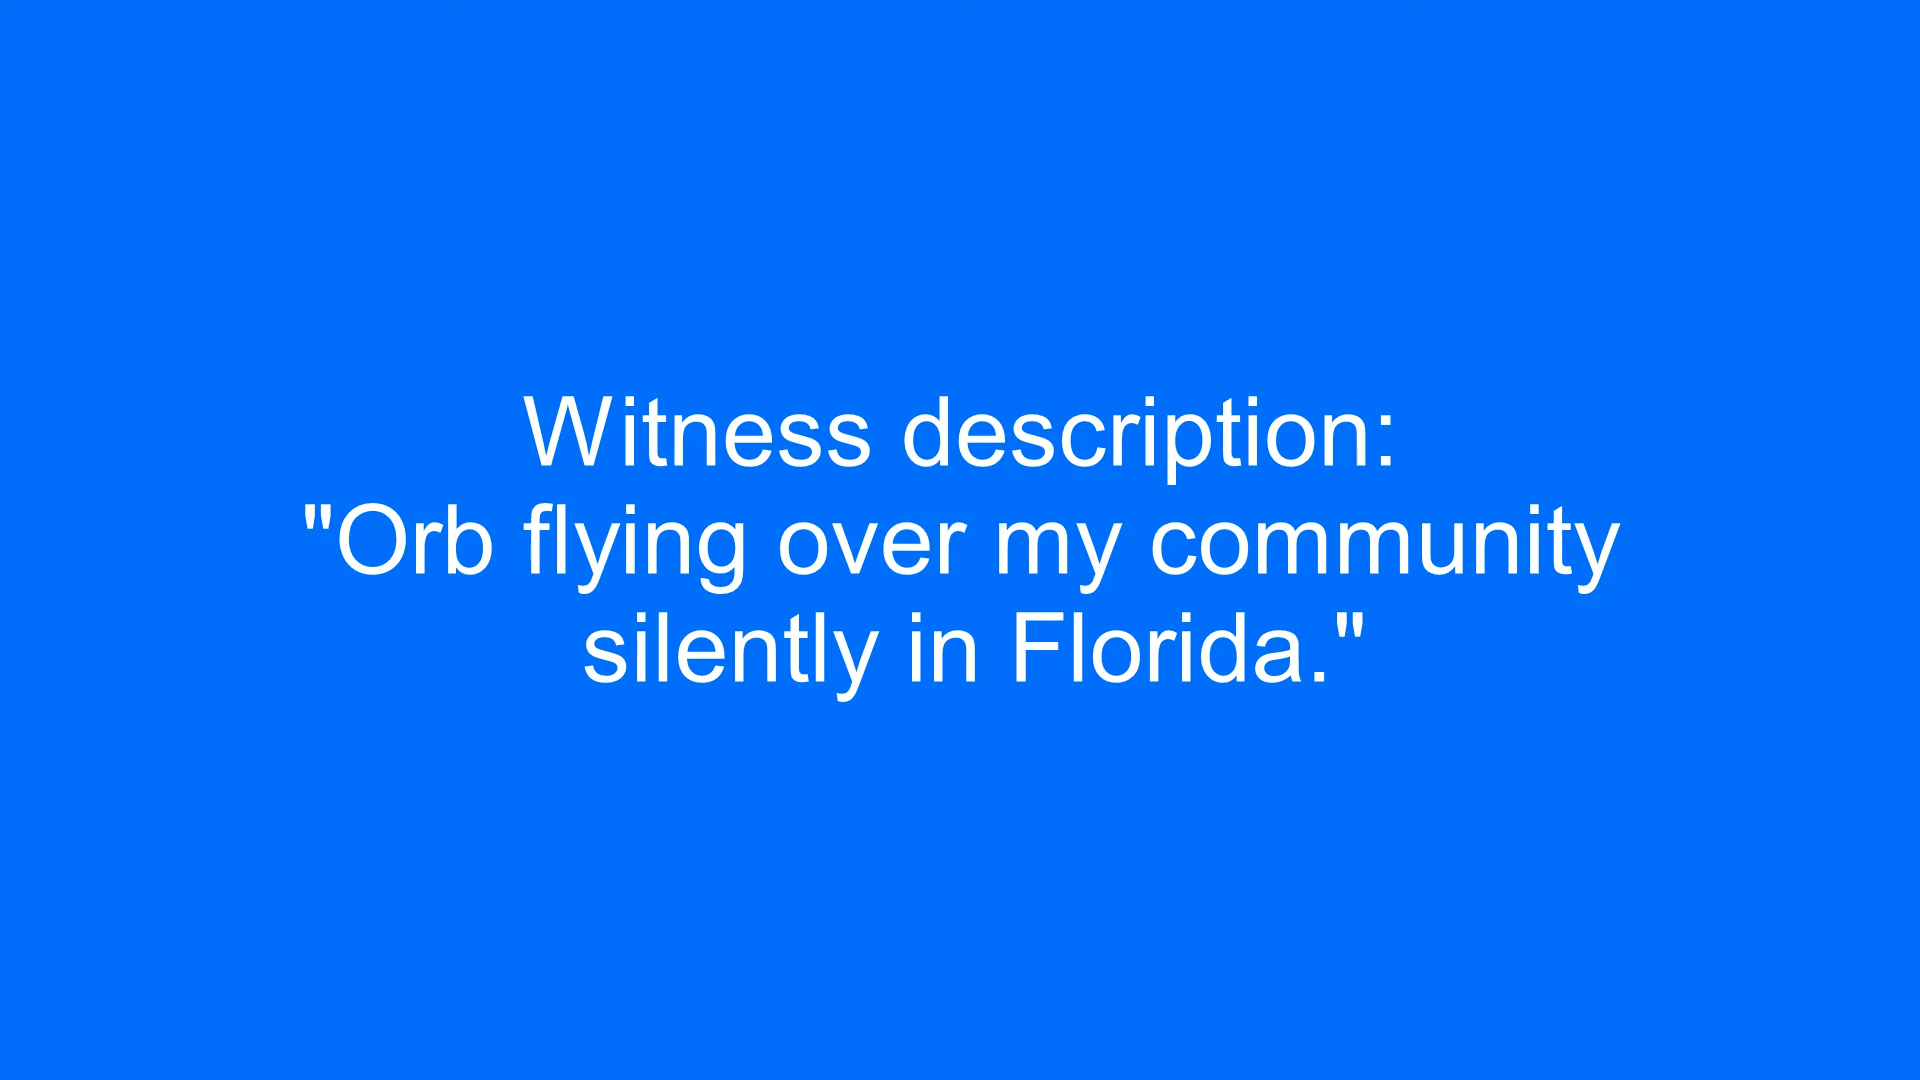 Witness description:
"Orb flying over my community
silently in Florida."